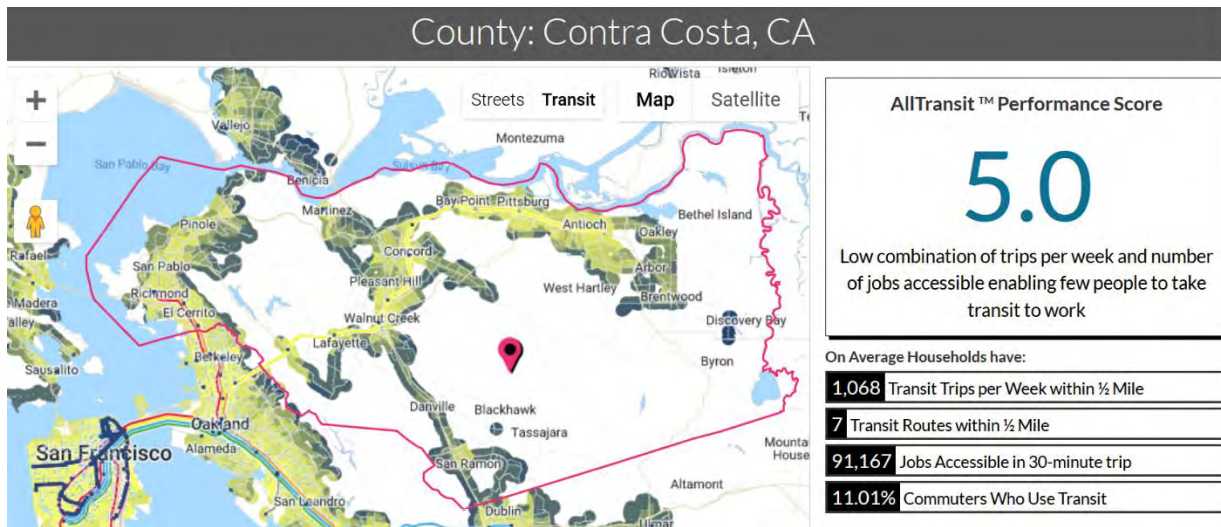 County: Contra Costa, CA
Streets Transit
Map Satellite
+
−
Rio Vista
Isleton
Vallejo
Montezuma
San Pablo Bay
Suisun Bay
Benicia
Martinez
Bay Point Pittsburg
Bethel Island
Pinole
Antioch
Oakley
Concord
Rafael
San Pablo
Arbor
Pleasant Hill
West Hartley
Brentwood
Richmond
Madera
El Cerrito
Walnut Creek
Discovery Bay
Lafayette
Berkeley
Byron
Sausalito
Danville
Blackhawk
Oakland
Tassajara
San Francisco
Alameda
San Ramon
Mountain
House
Altamont
San Leandro
Dublin
AllTransit ™ Performance Score
5.0
Low combination of trips per week and number
of jobs accessible enabling few people to take
transit to work
On Average Households have:
1,068 Transit Trips per Week within ½ Mile
7 Transit Routes within ½ Mile
91,167 Jobs Accessible in 30-minute trip
11.01% Commuters Who Use Transit